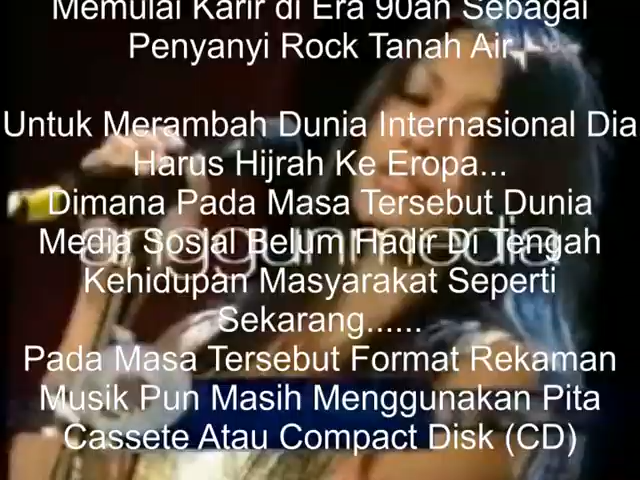 Memulai Karir di Era 90an Sebagai
Penyanyi Rock Tanah Air
Untuk Merambah Dunia Internasional Dia
Harus Hijrah Ke Eropa...
Dimana Pada Masa Tersebut Dunia
Media Sosial Belum Hadir Di Tengah
anggunmedia
Kehidupan Masyarakat Seperti
Sekarang......
Pada Masa Tersebut Format Rekaman
Musik Pun Masih Menggunakan Pita
Cassete Atau Compact Disk (CD)